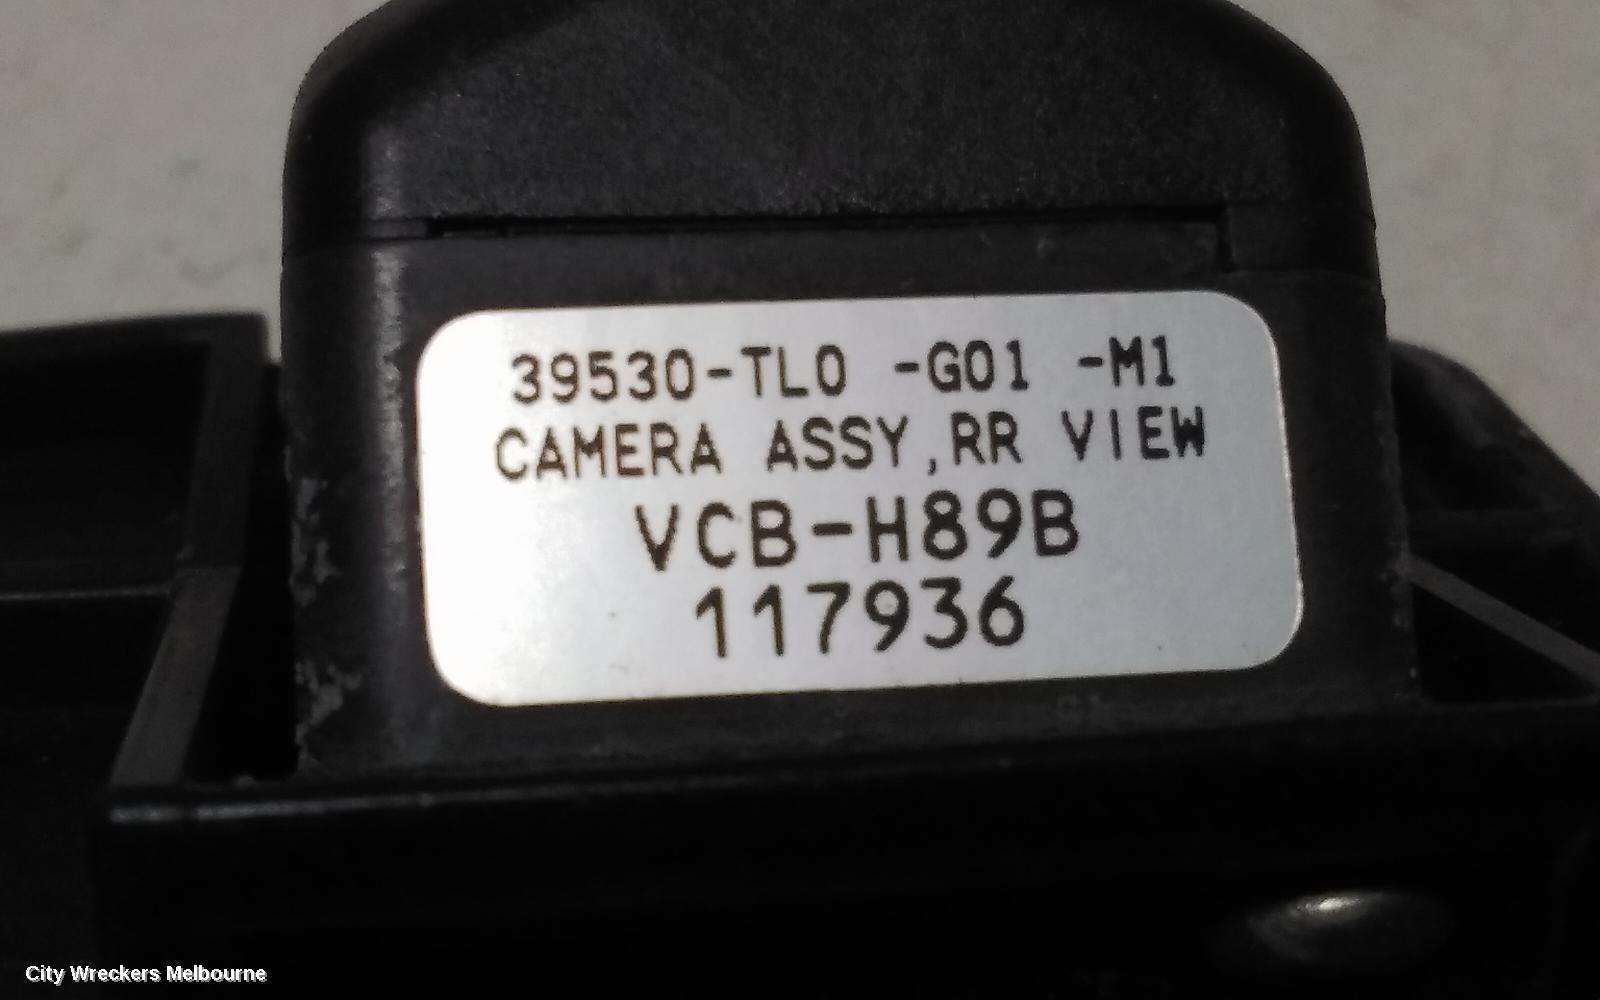 39530-TL0 -G01 -M1
CAMERA ASSY,RR VIEW
VCB-H89B
117936
City Wreckers Melbourne